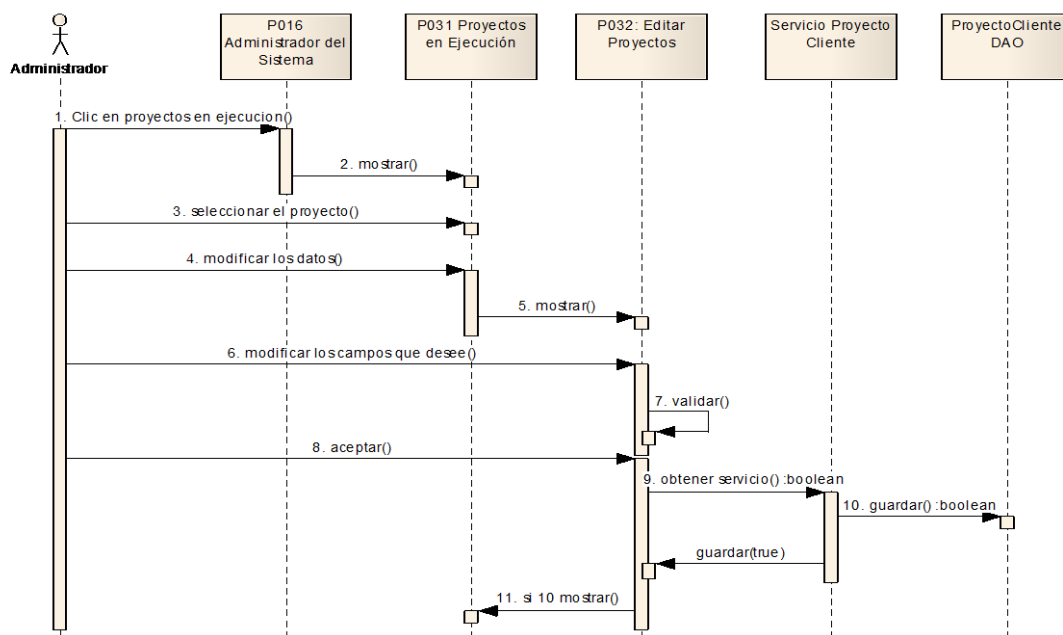 P016
Administrador del
Sistema
P031 Proyectos
en Ejecución
P032: Editar
Proyectos
Servicio Proyecto
Cliente
ProyectoCliente
DAO
Administrador
1. Clic en proyectos en ejecucion()
2. mostrar()
3. seleccionar el proyecto()
4. modificar los datos()
5. mostrar()
6. modificar los campos que desee()
7. validar()
8. aceptar()
9. obtener servicio() :boolean
10. guardar() :boolean
guardar(true)
11. si 10 mostrar()